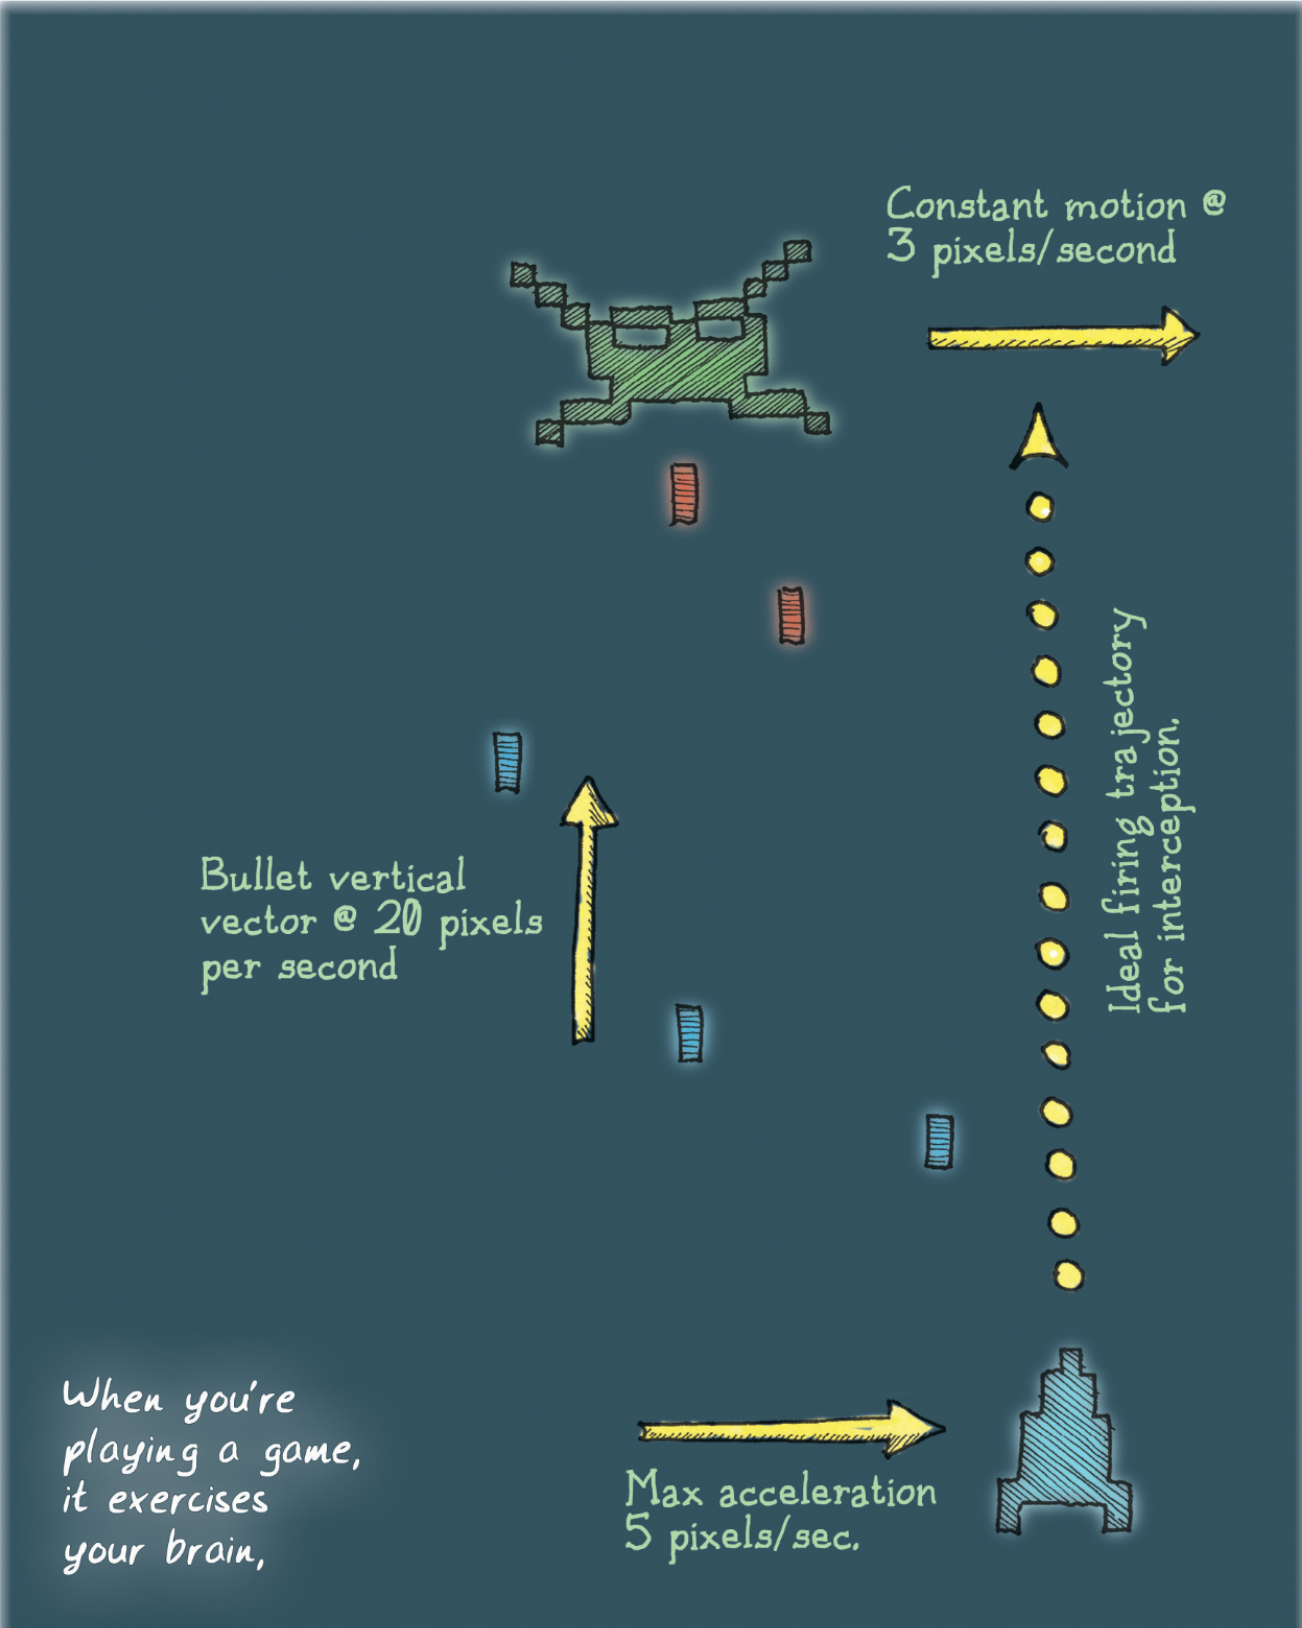 Constant motion @
3 pixels/second
Ideal firing trajectory
for interception.
Bullet vertical
vector @ 20 pixels
per second
When you're
playing a game,
it exercises
your brain,
Max acceleration
5 pixels/sec.